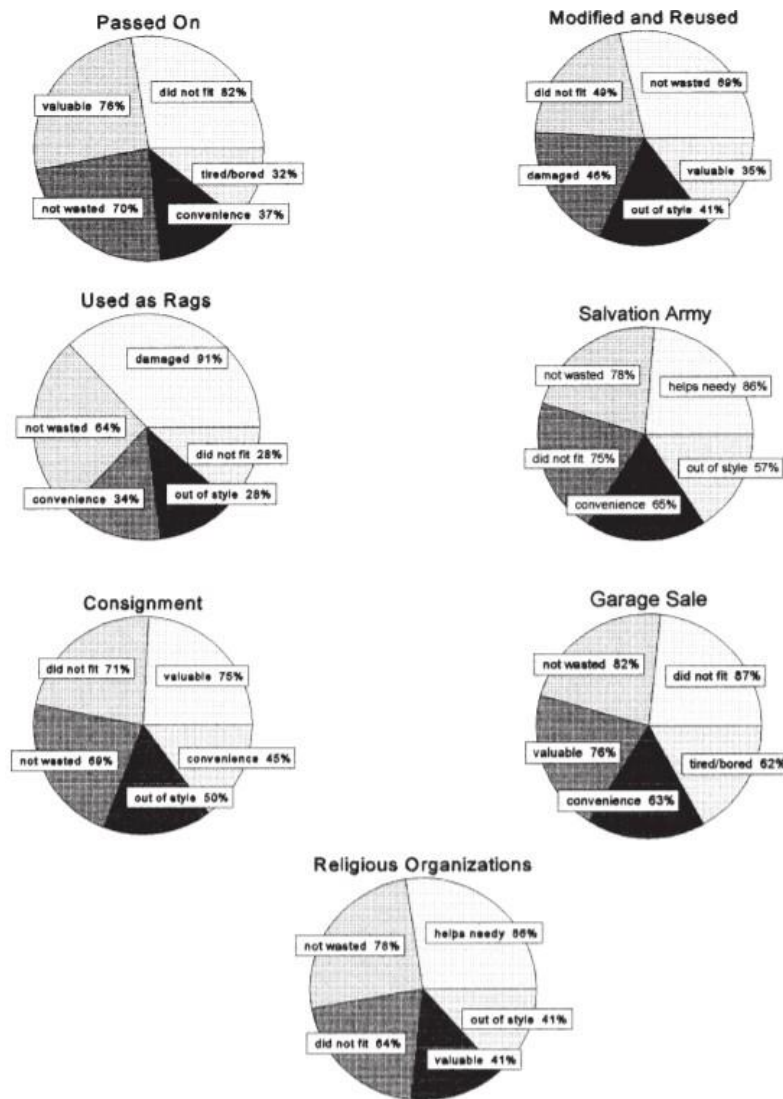 Passed On
did not fit 82%
valuable 76%
tired/bored 32%
not wasted 70%
convenience 37%
Modified and Reused
not wasted 69%
did not fit 49%
valuable 35%
damaged 46%
out of style 41%
Used as Rags
damaged 91%
not wasted 64%
did not fit 28%
convenience 34%
out of style 28%
Salvation Army
not wasted 78%
helps needy 86%
did not fit 75%
out of style 57%
convenience 65%
Consignment
did not fit 71%
valuable 75%
not wasted 69%
convenience 45%
out of style 50%
Garage Sale
not wasted 82%
did not fit 87%
valuable 76%
tired/bored 62%
convenience 63%
Religious Organizations
helps needy 86%
not wasted 78%
out of style 41%
did not fit 64%
valuable 41%